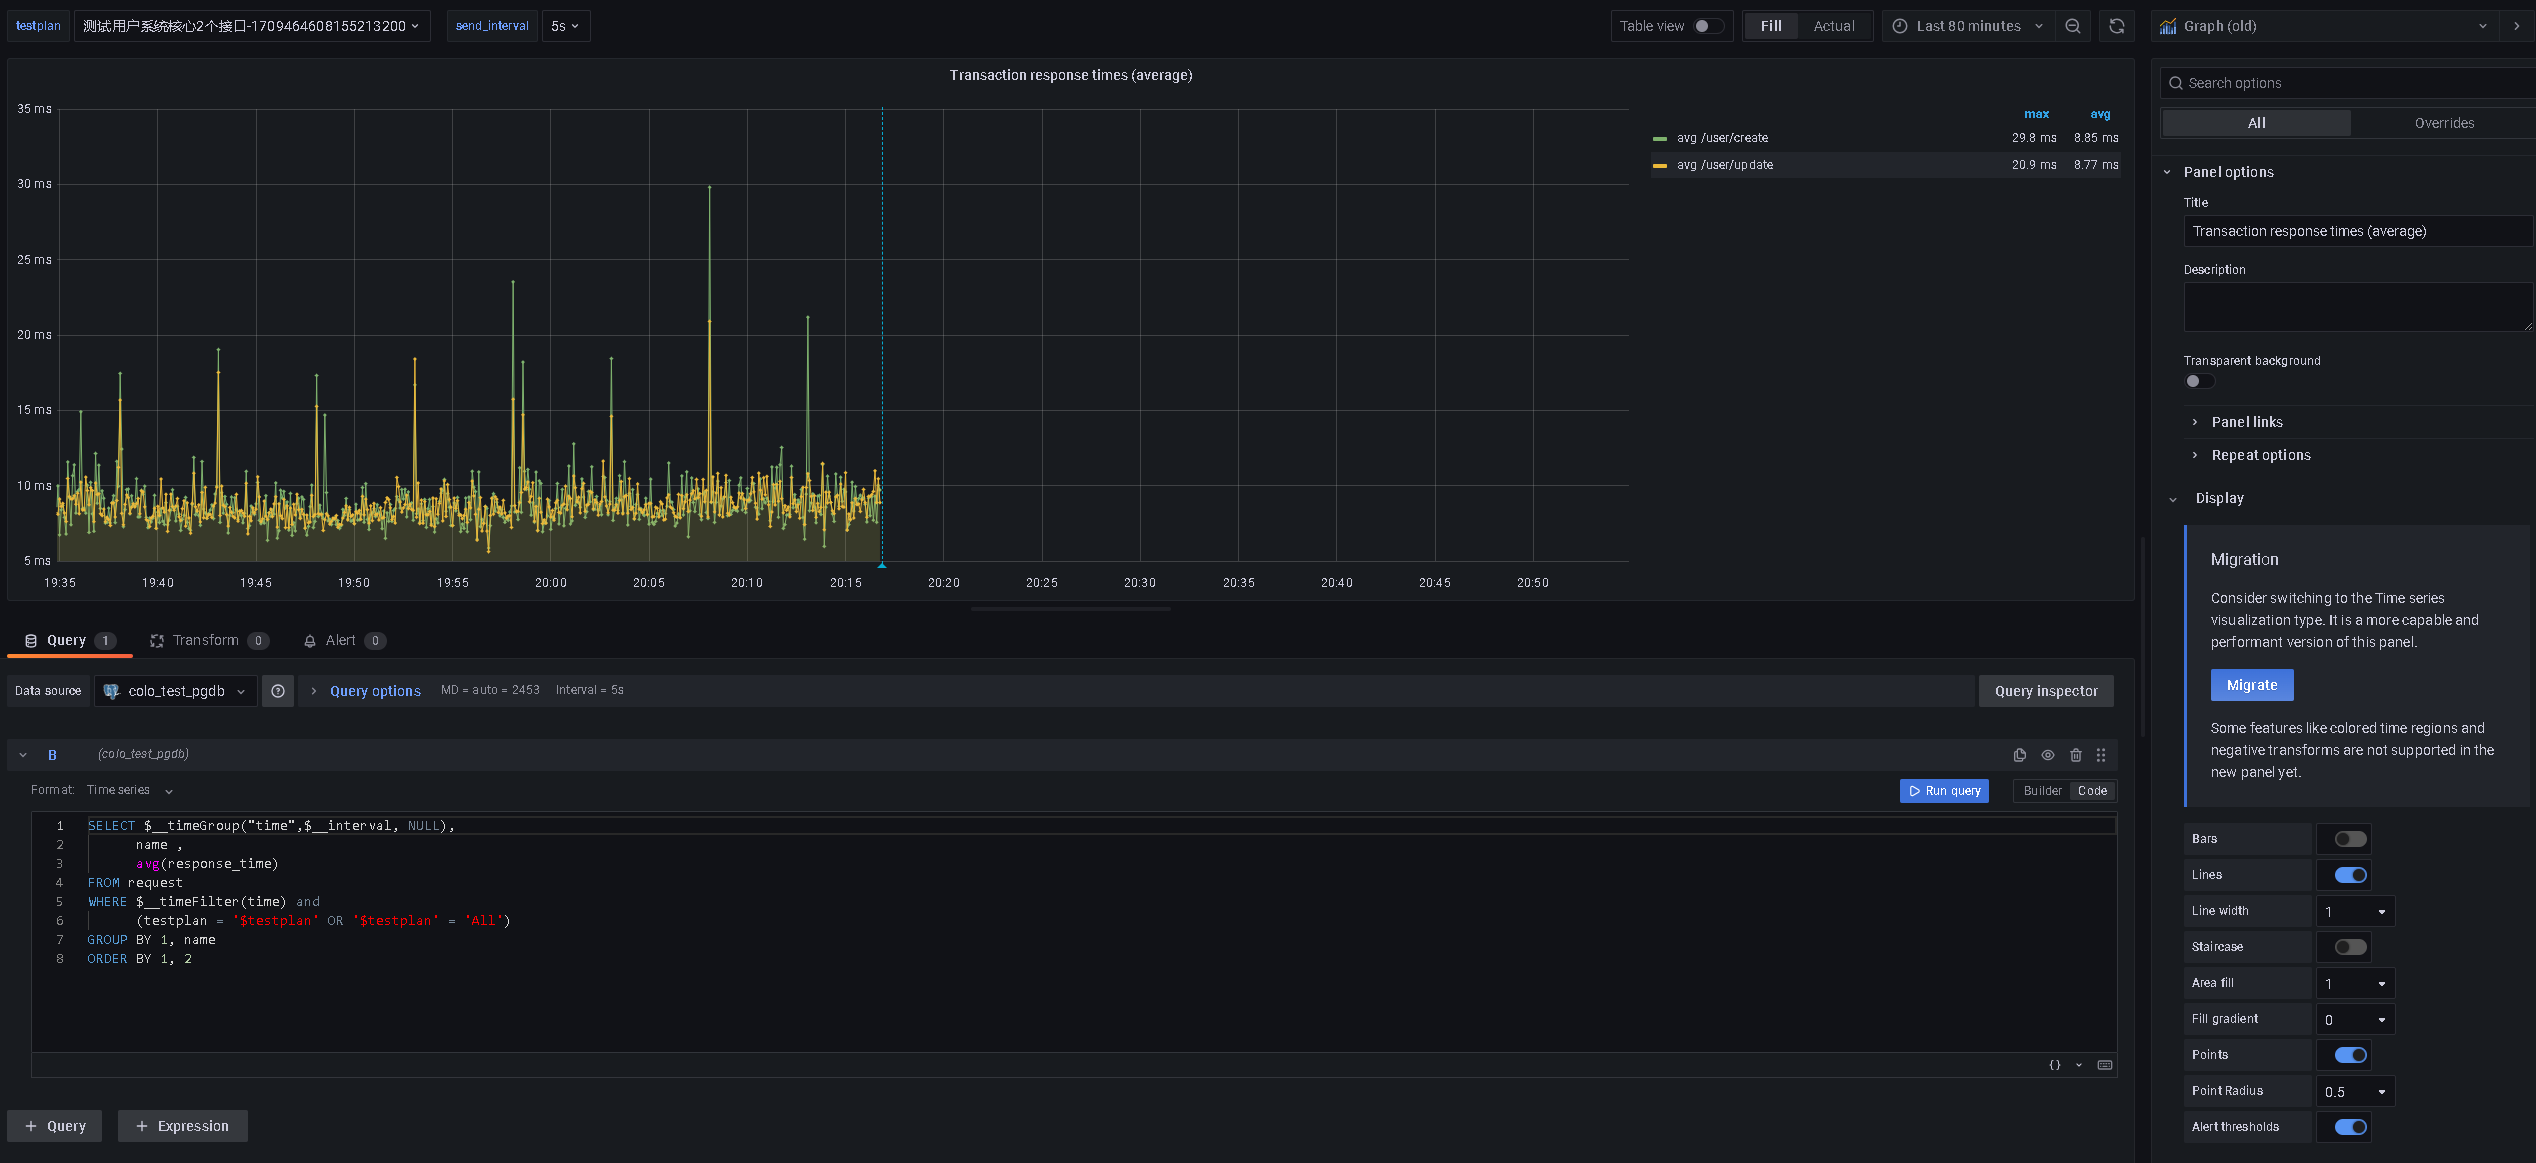 testplan 测试用户系统核心2个接口-1709464608155213200 send_interval 5s Table view Fill Actual Last 80 minutes Graph (old)
Transaction response times (average)
35 ms
30 ms
25 ms
20 ms
15 ms
10 ms
5 ms
19:35 19:40 19:45 19:50 19:55 20:00 20:05 20:10 20:15 20:20 20:25 20:30 20:35 20:40 20:45 20:50
max avg
avg /user/create 29.8 ms 8.85 ms
avg /user/update 20.9 ms 8.77 ms
Query 1 Transform 0 Alert 0
Data source colo_test_pgdb Query options MD = auto = 2453 Interval = 5s Query inspector
B (colo_test_pgdb)
Format: Time series Run query Builder Code
1 SELECT $__timeGroup("time",$__interval, NULL),
2 name ,
3 avg(response_time)
4 FROM request
5 WHERE $__timeFilter(time) and
6 (testplan = '$testplan' OR '$testplan' = 'All')
7 GROUP BY 1, name
8 ORDER BY 1, 2
{}
+ Query + Expression
Search options
All Overrides
Panel options
Title
Transaction response times (average)
Description
Transparent background
Panel links
Repeat options
Display
Migration
Consider switching to the Time series
visualization type. It is a more capable and
performant version of this panel.
Migrate
Some features like colored time regions and
negative transforms are not supported in the
new panel yet.
Bars
Lines
Line width 1
Staircase
Area fill 1
Fill gradient 0
Points
Point Radius 0.5
Alert thresholds